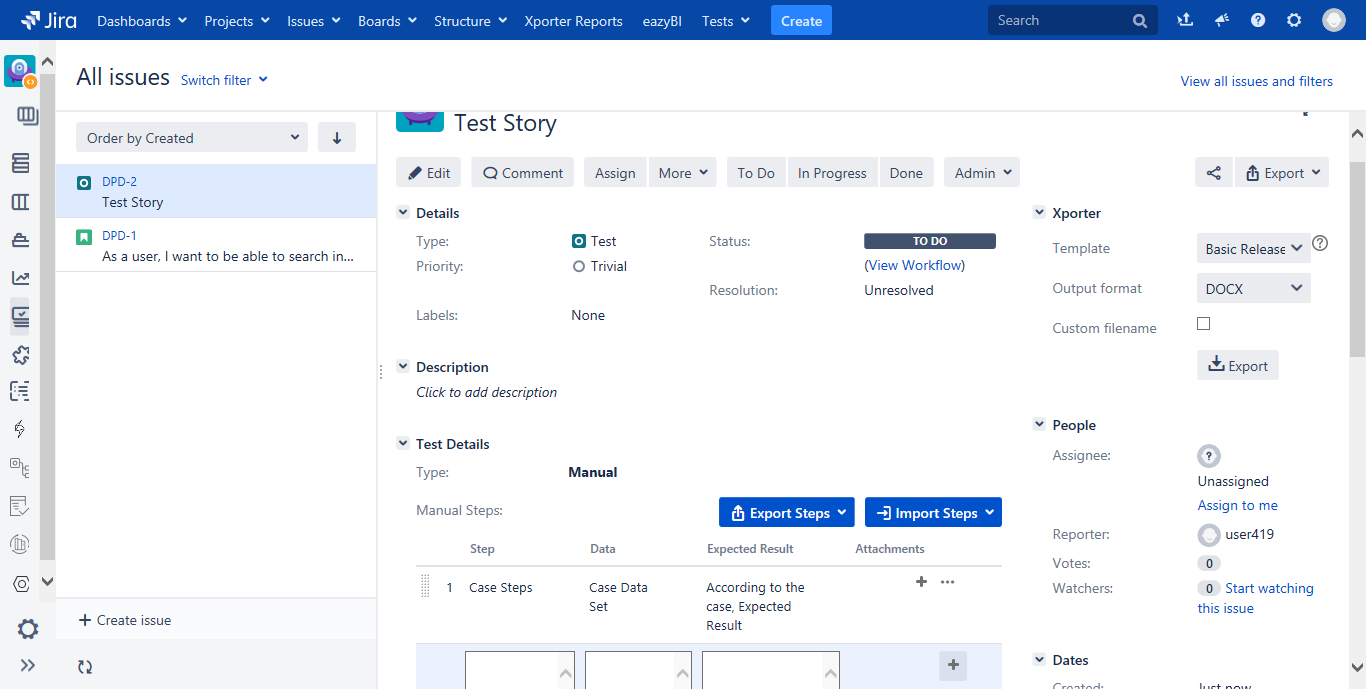 Jira Dashboards Projects Issues Boards Structure Xporter Reports eazyBI Tests Create Search
All issues Switch filter
View all issues and filters
Order by Created
DPD-2
Test Story
DPD-1
As a user, I want to be able to search in...
+ Create issue
Test Story
Edit Comment Assign More To Do In Progress Done Admin Export
Details
Type: Test
Status: TO DO
(View Workflow)
Priority: Trivial
Resolution: Unresolved
Labels: None
Description
Click to add description
Test Details
Type: Manual
Manual Steps: Export Steps Import Steps
Step Data Expected Result Attachments
1 Case Steps Case Data Set According to the case, Expected Result
Xporter
Template Basic Release
Output format DOCX
Custom filename
Export
People
Assignee:
Unassigned
Assign to me
Reporter: user419
Votes: 0
Watchers: 0 Start watching
this issue
Dates
Created: Just now